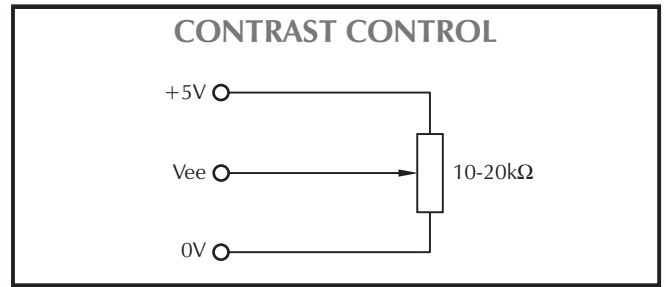 CONTRAST CONTROL
+5V
Vee
10-20kΩ
0V